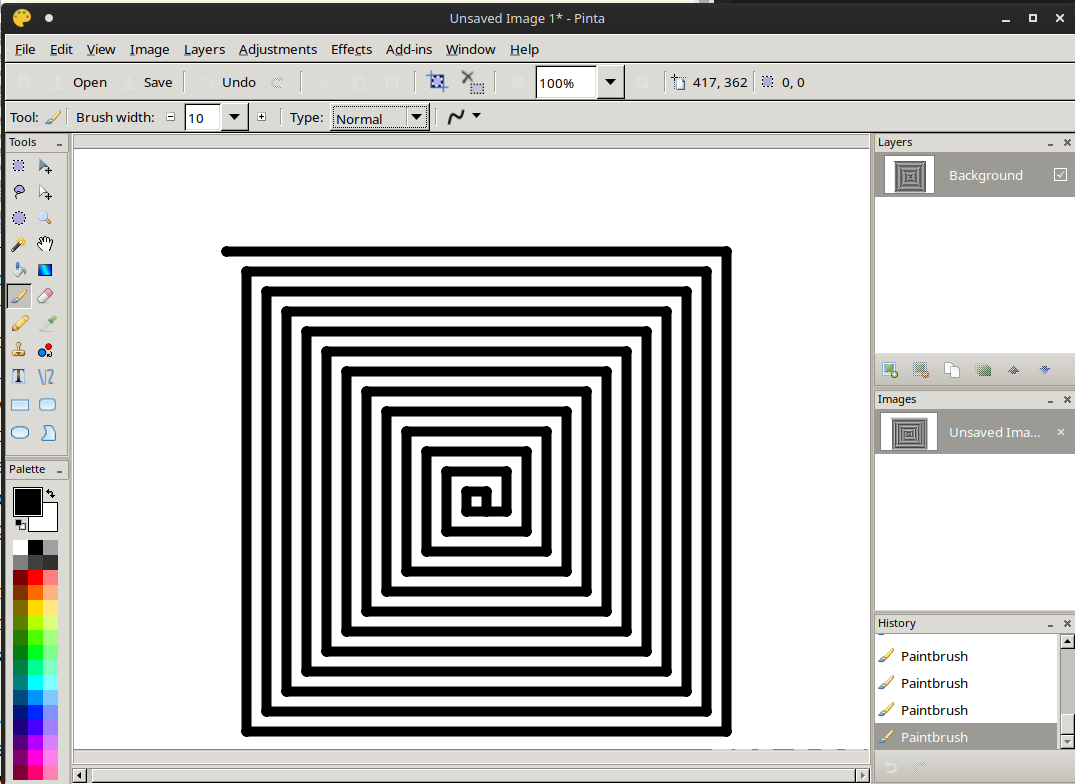 Unsaved Image 1* - Pinta
File Edit View Image Layers Adjustments Effects Add-ins Window Help
Open Save Undo 100% 417, 362 0, 0
Tool: Brush width: 10 Type: Normal
Tools
Layers
Background
Images
Unsaved Ima...
Palette
History
Paintbrush
Paintbrush
Paintbrush
Paintbrush